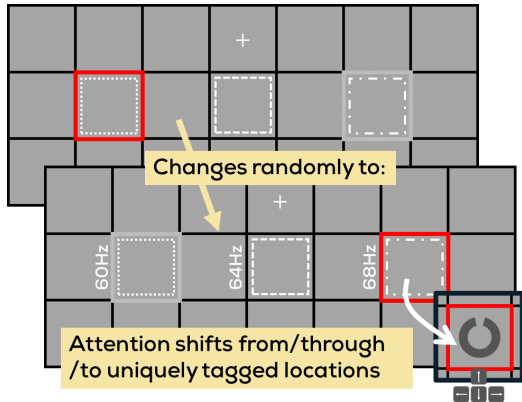 Changes randomly to:
60Hz
64Hz
68Hz
Attention shifts from/through
/to uniquely tagged locations